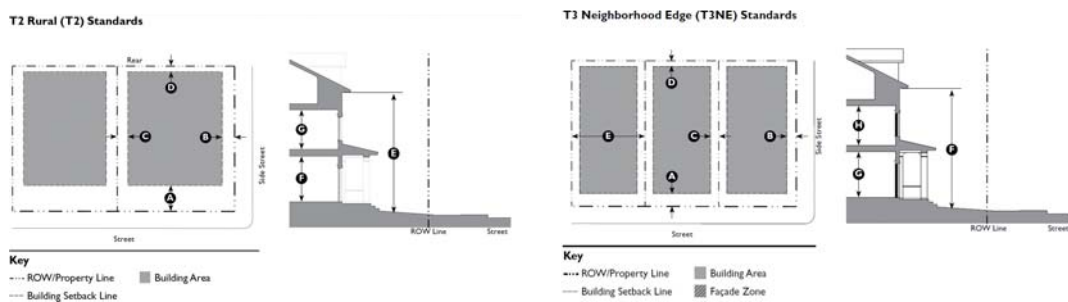 T2 Rural (T2) Standards
Rear
D
C
B
A
Side Street
Street
G
E
F
ROW Line
Street
Key
ROW/Property Line
Building Area
Building Setback Line
T3 Neighborhood Edge (T3NE) Standards
D
E
C
B
A
Side Street
Street
H
F
G
ROW Line
Street
Key
ROW/Property Line
Building Area
Building Setback Line
Façade Zone